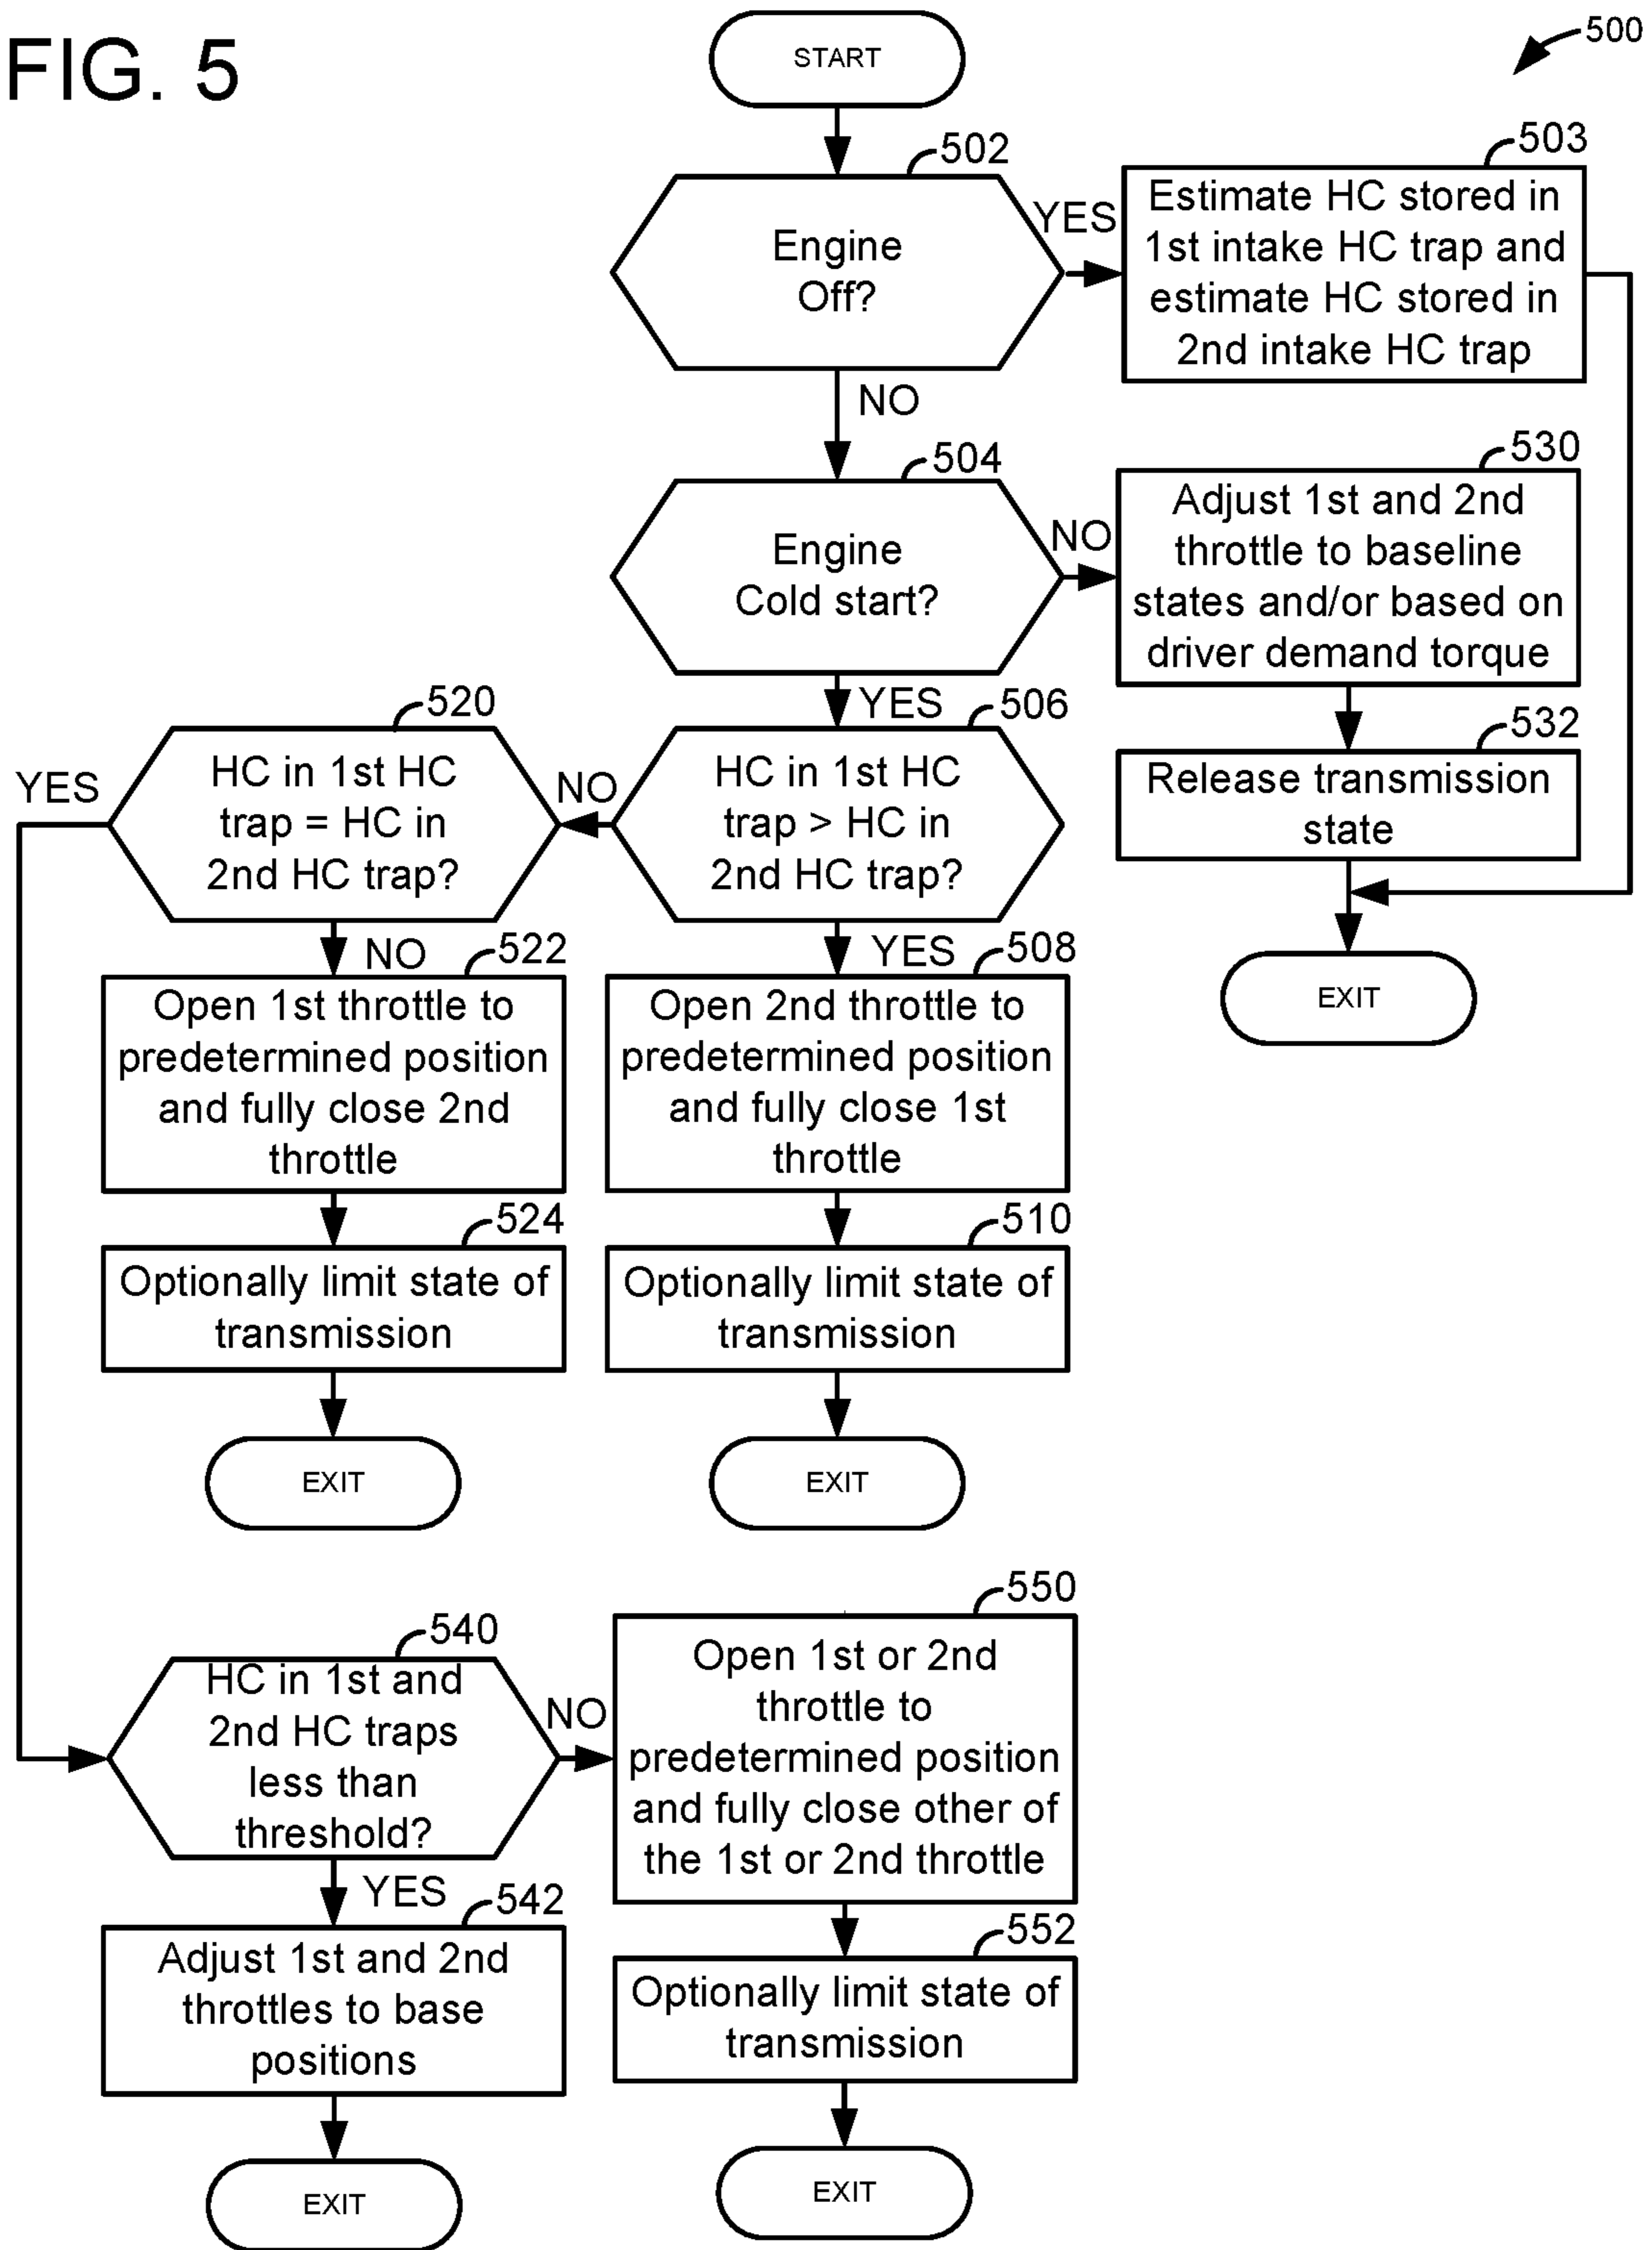 FIG. 5
START
500
502
Engine
Off?
YES
503
Estimate HC stored in
1st intake HC trap and
estimate HC stored in
2nd intake HC trap
NO
504
Engine
Cold start?
NO
530
Adjust 1st and 2nd
throttle to baseline
states and/or based on
driver demand torque
532
Release transmission
state
EXIT
YES
506
HC in 1st HC
trap > HC in
2nd HC trap?
NO
520
HC in 1st HC
trap = HC in
2nd HC trap?
YES
NO
522
Open 1st throttle to
predetermined position
and fully close 2nd
throttle
524
Optionally limit state of
transmission
EXIT
YES
508
Open 2nd throttle to
predetermined position
and fully close 1st
throttle
510
Optionally limit state of
transmission
EXIT
540
HC in 1st and
2nd HC traps
less than
threshold?
NO
550
Open 1st or 2nd
throttle to
predetermined position
and fully close other of
the 1st or 2nd throttle
552
Optionally limit state of
transmission
EXIT
YES
542
Adjust 1st and 2nd
throttles to base
positions
EXIT